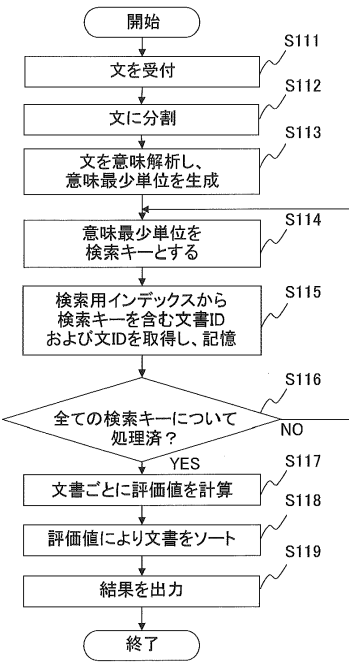 開始
S111
文を受付
S112
文に分割
S113
文を意味解析し、
意味最少単位を生成
S114
意味最少単位を
検索キーとする
S115
検索用インデックスから
検索キーを含む文書ID
および文IDを取得し、記憶
S116
全ての検索キーについて
処理済？
NO
YES
S117
文書ごとに評価値を計算
S118
評価値により文書をソート
S119
結果を出力
終了